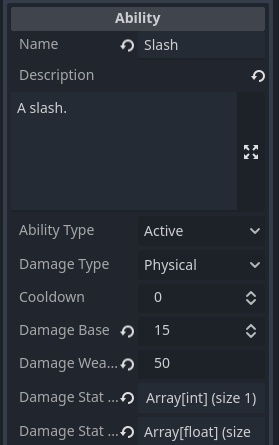 Ability
Name Slash
Description
A slash.
Ability Type Active
Damage Type Physical
Cooldown 0
Damage Base 15
Damage Wea... 50
Damage Stat ... Array[int] (size 1)
Damage Stat ... Array[float] (size